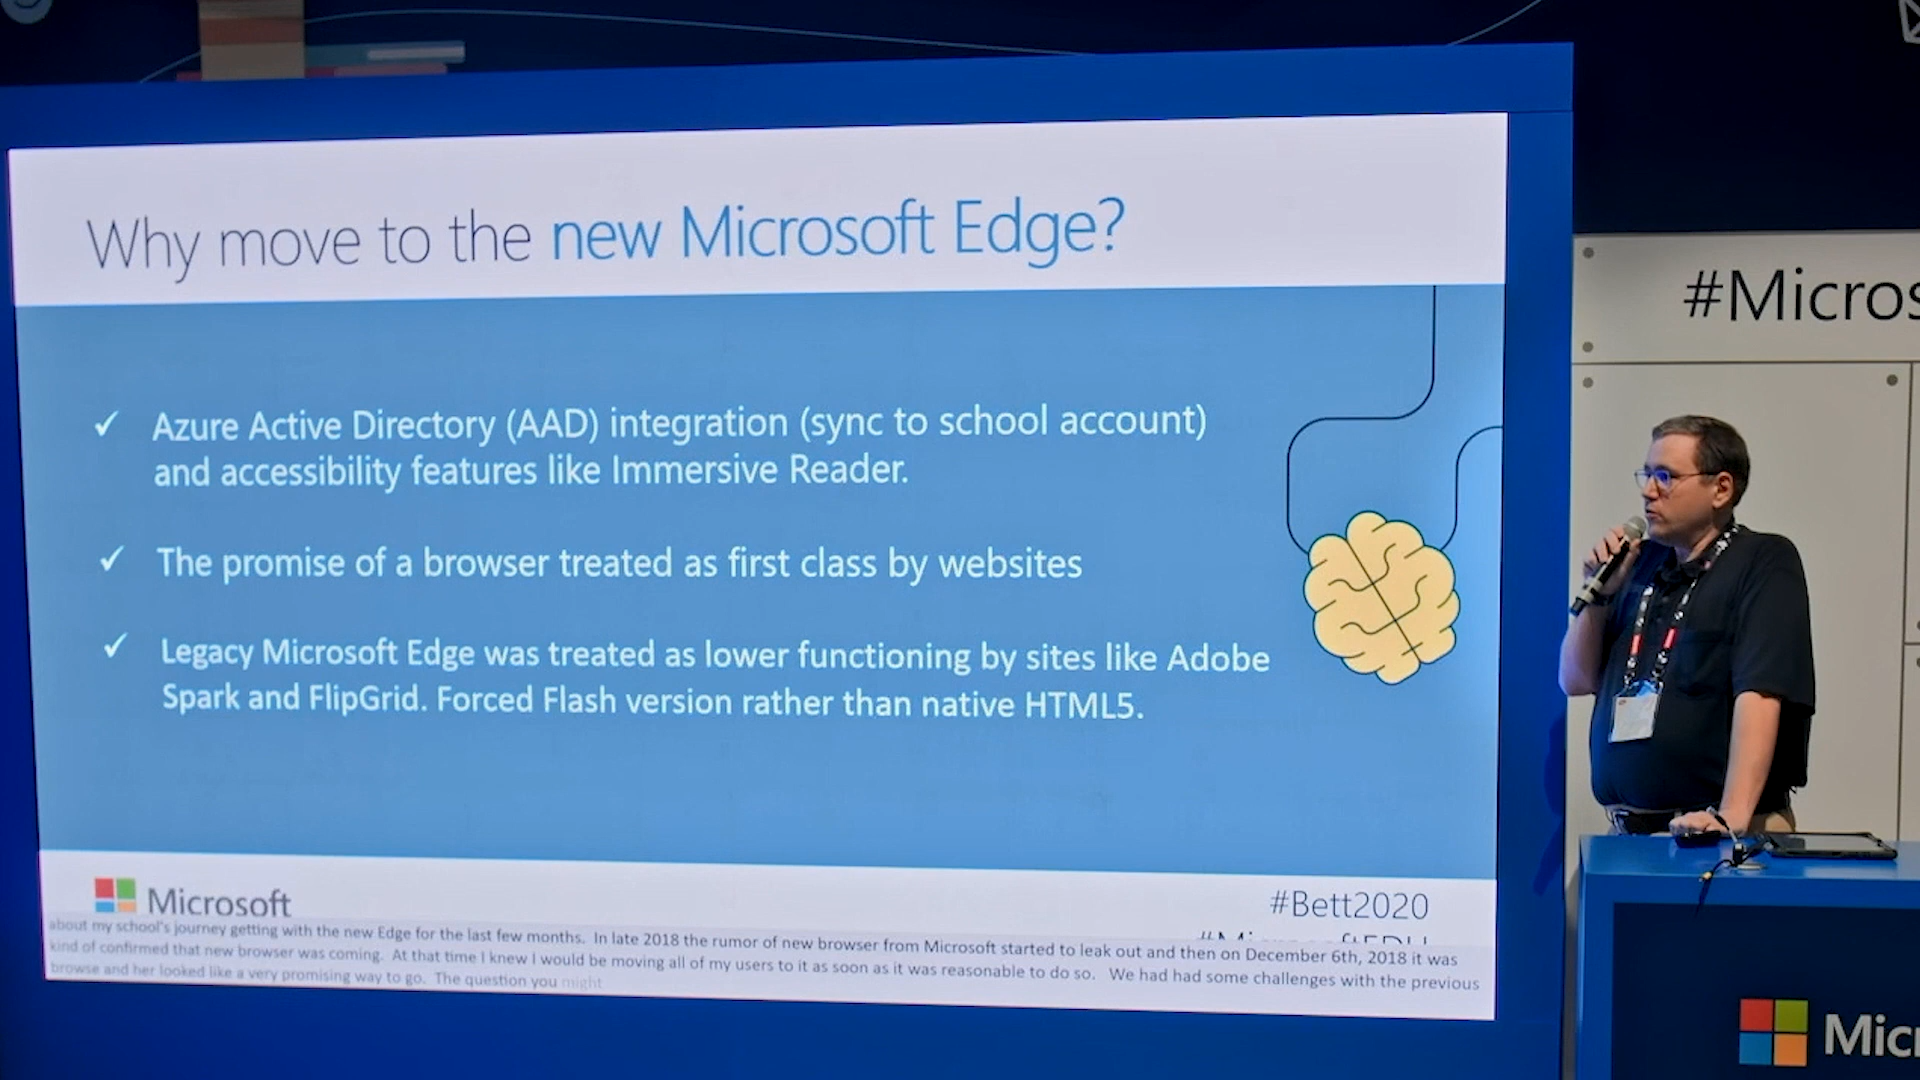 Why move to the new Microsoft Edge?
✓ Azure Active Directory (AAD) integration (sync to school account)
and accessibility features like Immersive Reader.
✓ The promise of a browser treated as first class by websites
✓ Legacy Microsoft Edge was treated as lower functioning by sites like Adobe
Spark and FlipGrid. Forced Flash version rather than native HTML5.
Microsoft
#Bett2020
about my school's journey getting with the new Edge for the last few months. In late 2018 the rumor of new browser from Microsoft started to leak out and then on December 6th, 2018 it was
kind of confirmed that new browser was coming. At that time I knew I would be moving all of my users to it as soon as it was reasonable to do so. We had had some challenges with the previous
browse and her looked like a very promising way to go. The question you might
#Micros
Micr